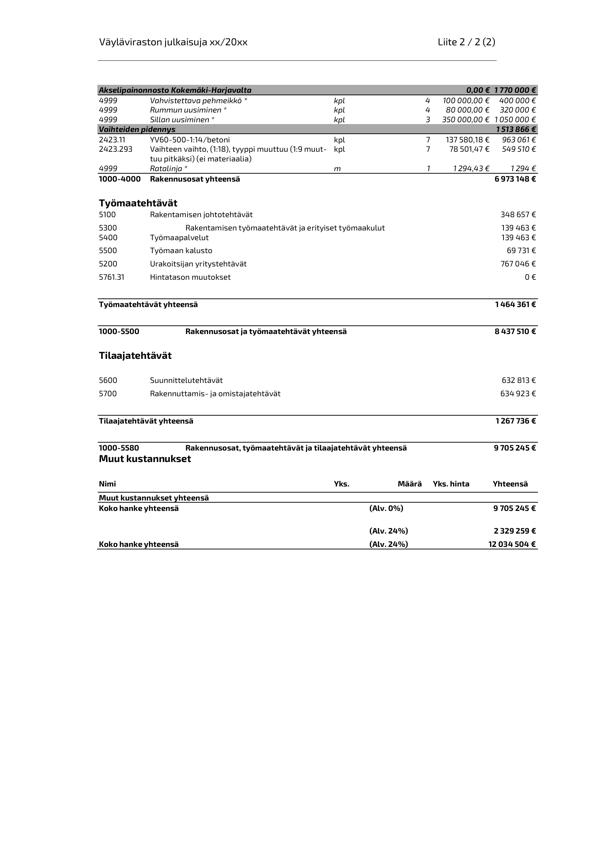 Väyläviraston julkaisuja xx/20xx Liite 2 / 2 (2)
Akselipainonnosto Kokemäki-Harjavalta 0,00 € 1 770 000 €
4999 Vahvistettava pehmeikkö * kpl 4 100 000,00 € 400 000 €
4999 Rummun uusiminen * kpl 4 80 000,00 € 320 000 €
4999 Sillan uusiminen * kpl 3 350 000,00 € 1 050 000 €
Vaihteiden pidennys 1 513 866 €
2423.11 YV60-500-1:14/betoni kpl 7 137 580,18 € 963 061 €
2423.293 Vaihteen vaihto, (1:18), tyyppi muuttuu (1:9 muut- kpl 7 78 501,47 € 549 510 €
tuu pitkäksi) (ei materiaalia)
4999 Ratalinja * m 1 1 294,43 € 1 294 €
1000-4000 Rakennusosat yhteensä 6 973 148 €
Työmaatehtävät
5100 Rakentamisen johtotehtävät 348 657 €
5300 Rakentamisen työmaatehtävät ja erityiset työmaakulut 139 463 €
5400 Työmaapalvelut 139 463 €
5500 Työmaan kalusto 69 731 €
5200 Urakoitsijan yritystehtävät 767 046 €
5761.31 Hintatason muutokset 0 €
Työmaatehtävät yhteensä 1 464 361 €
1000-5500 Rakennusosat ja työmaatehtävät yhteensä 8 437 510 €
Tilaajatehtävät
5600 Suunnittelutehtävät 632 813 €
5700 Rakennuttamis- ja omistajatehtävät 634 923 €
Tilaajatehtävät yhteensä 1 267 736 €
1000-5580 Rakennusosat, työmaatehtävät ja tilaajatehtävät yhteensä 9 705 245 €
Muut kustannukset
Nimi Yks. Määrä Yks. hinta Yhteensä
Muut kustannukset yhteensä
Koko hanke yhteensä (Alv. 0%) 9 705 245 €
(Alv. 24%) 2 329 259 €
Koko hanke yhteensä (Alv. 24%) 12 034 504 €